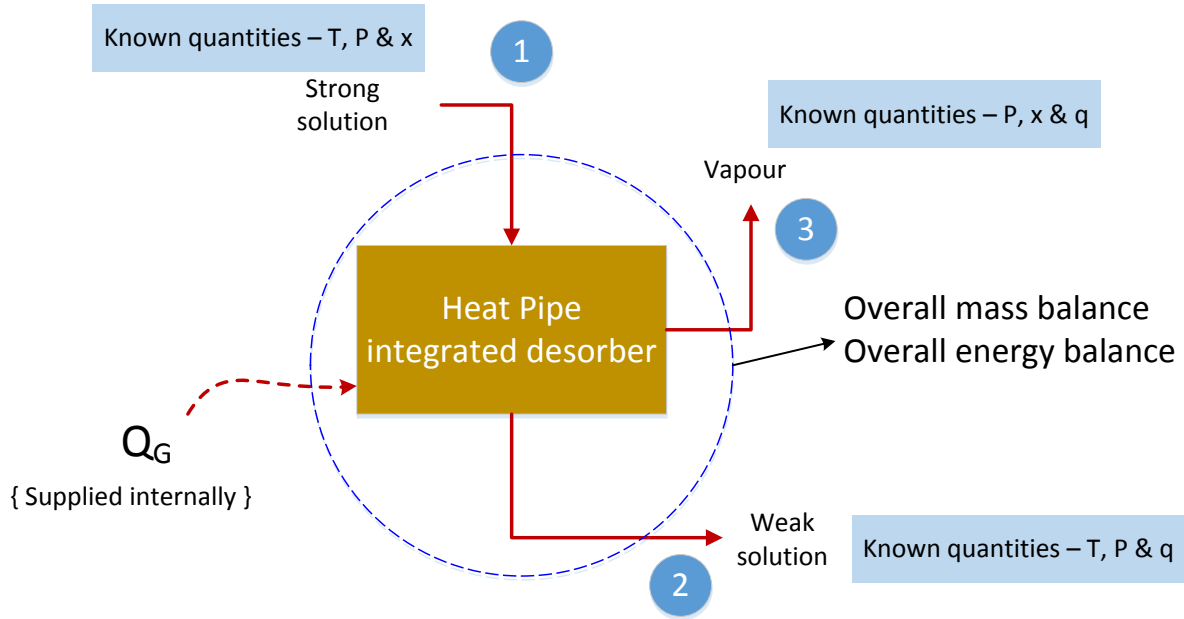 Known quantities – T, P & x
1
Strong
solution
Known quantities – P, x & q
Vapour
3
Heat Pipe
integrated desorber
Overall mass balance
Overall energy balance
QG
{ Supplied internally }
Weak
solution
Known quantities – T, P & q
2